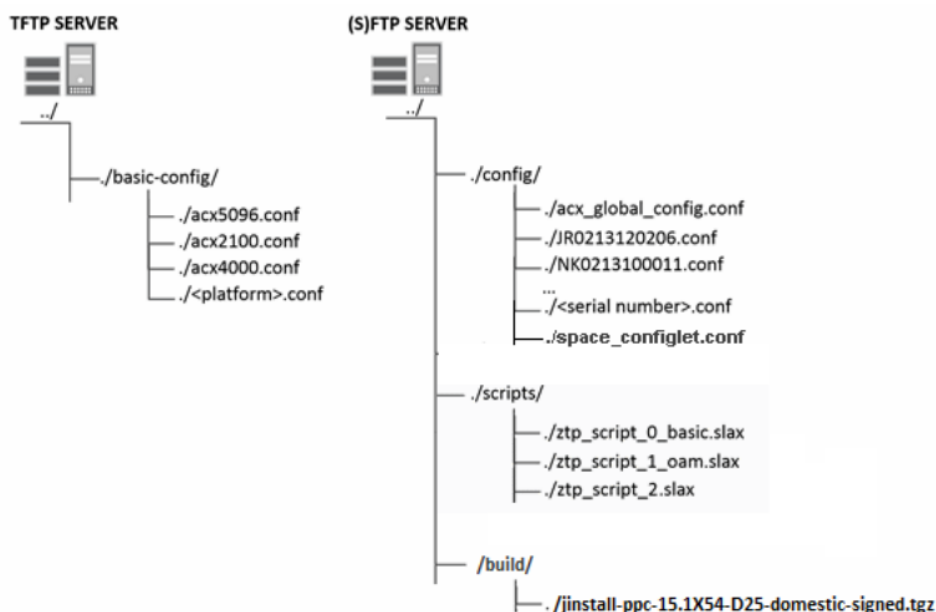 TFTP SERVER
../
./basic-config/
./acx5096.conf
./acx2100.conf
./acx4000.conf
./<platform>.conf
(S)FTP SERVER
../
./config/
./acx_global_config.conf
./JR0213120206.conf
./NK0213100011.conf
...
./<serial number>.conf
./space_configlet.conf
./scripts/
./ztp_script_0_basic.slax
./ztp_script_1_oam.slax
./ztp_script_2.slax
/build/
. /jinstall-ppc-15.1X54-D25-domestic-signed.tgz